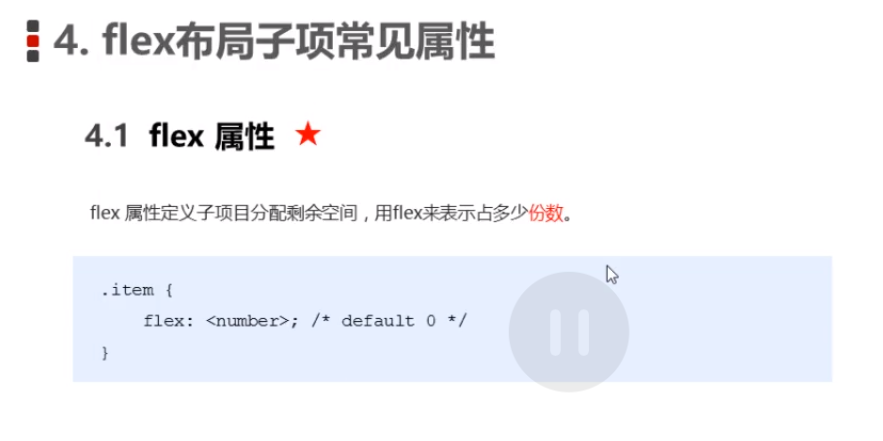 4. flex布局子项常见属性
4.1 flex 属性 ★
flex 属性定义子项目分配剩余空间，用flex来表示占多少份数。
.item {
    flex: <number>; /* default 0 */
}